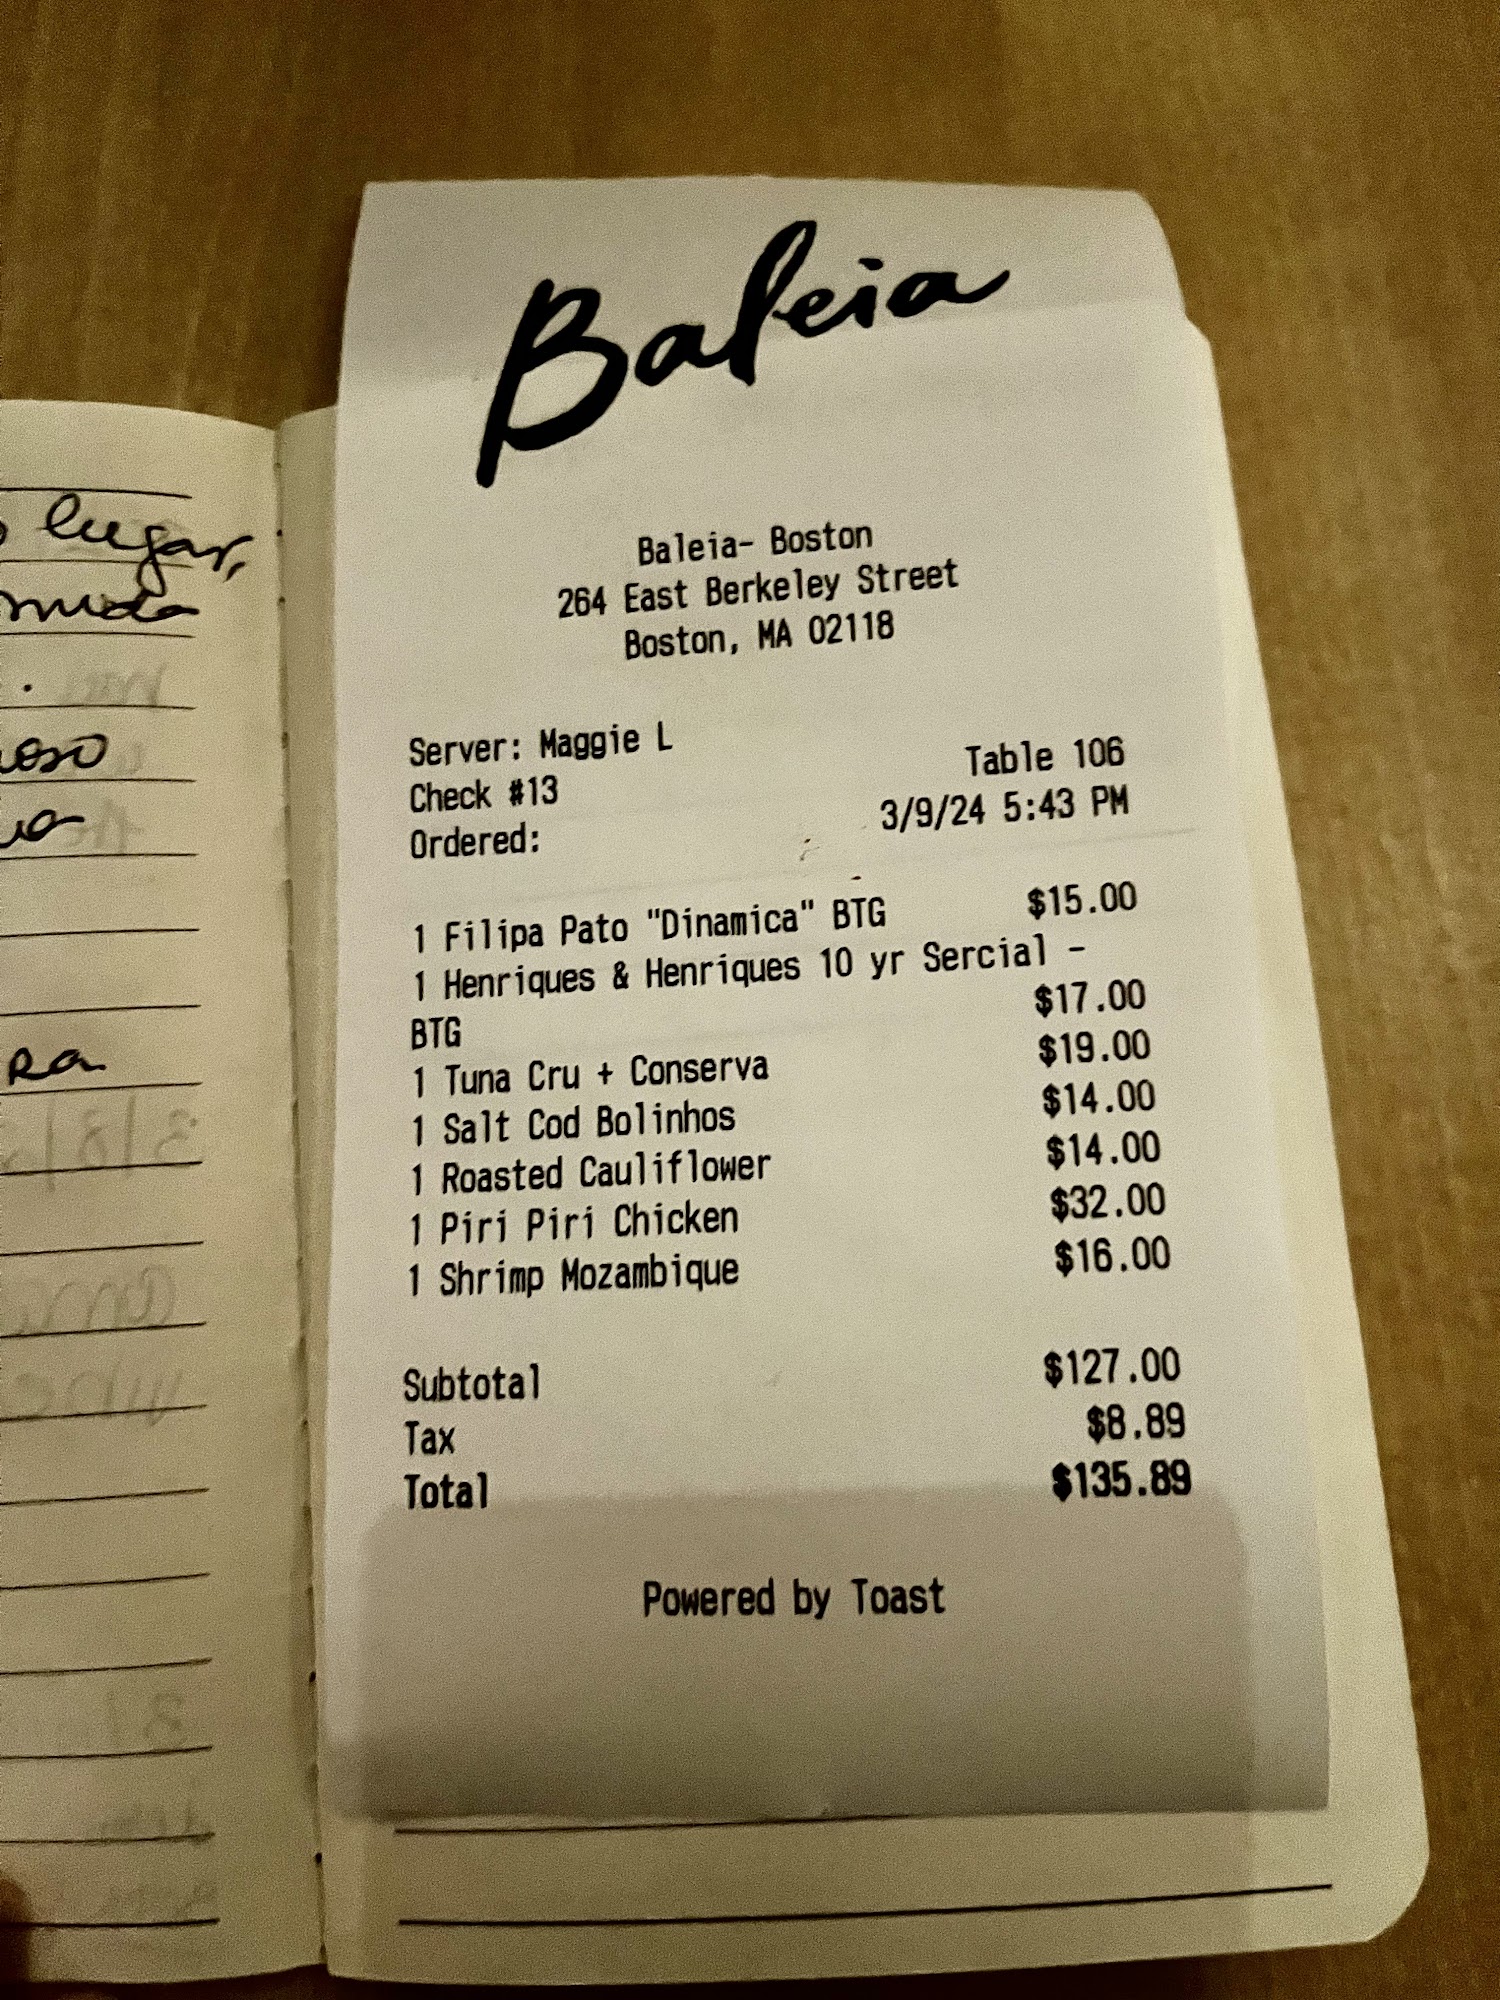 lugar,
oso
ra
Baleia
Baleia- Boston
264 East Berkeley Street
Boston, MA 02118
Server: Maggie L
Check #13 Table 106
Ordered: 3/9/24 5:43 PM
1 Filipa Pato "Dinamica" BTG $15.00
1 Henriques & Henriques 10 yr Sercial -
BTG $17.00
1 Tuna Cru + Conserva $19.00
1 Salt Cod Bolinhos $14.00
1 Roasted Cauliflower $14.00
1 Piri Piri Chicken $32.00
1 Shrimp Mozambique $16.00
Subtotal $127.00
Tax $8.89
Total $135.89
Powered by Toast